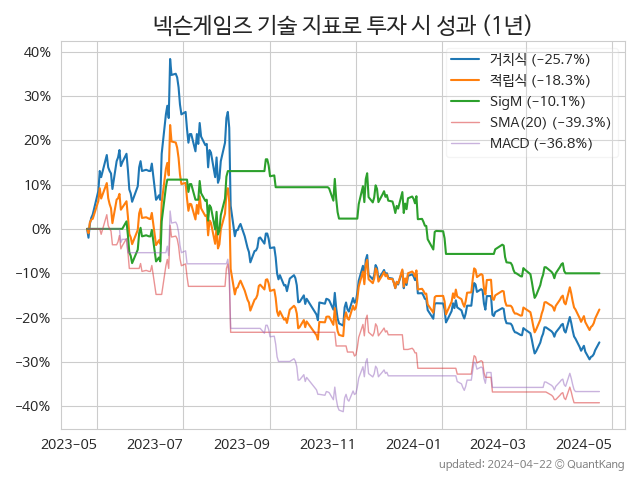 넥슨게임즈 기술 지표로 투자 시 성과 (1년)
거치식 (−25.7%)
적립식 (−18.3%)
SigM (−10.1%)
SMA(20) (−39.3%)
MACD (−36.8%)
40%
30%
20%
10%
0%
−10%
−20%
−30%
−40%
2023-05 2023-07 2023-09 2023-11 2024-01 2024-03 2024-05
updated: 2024-04-22 © QuantKang